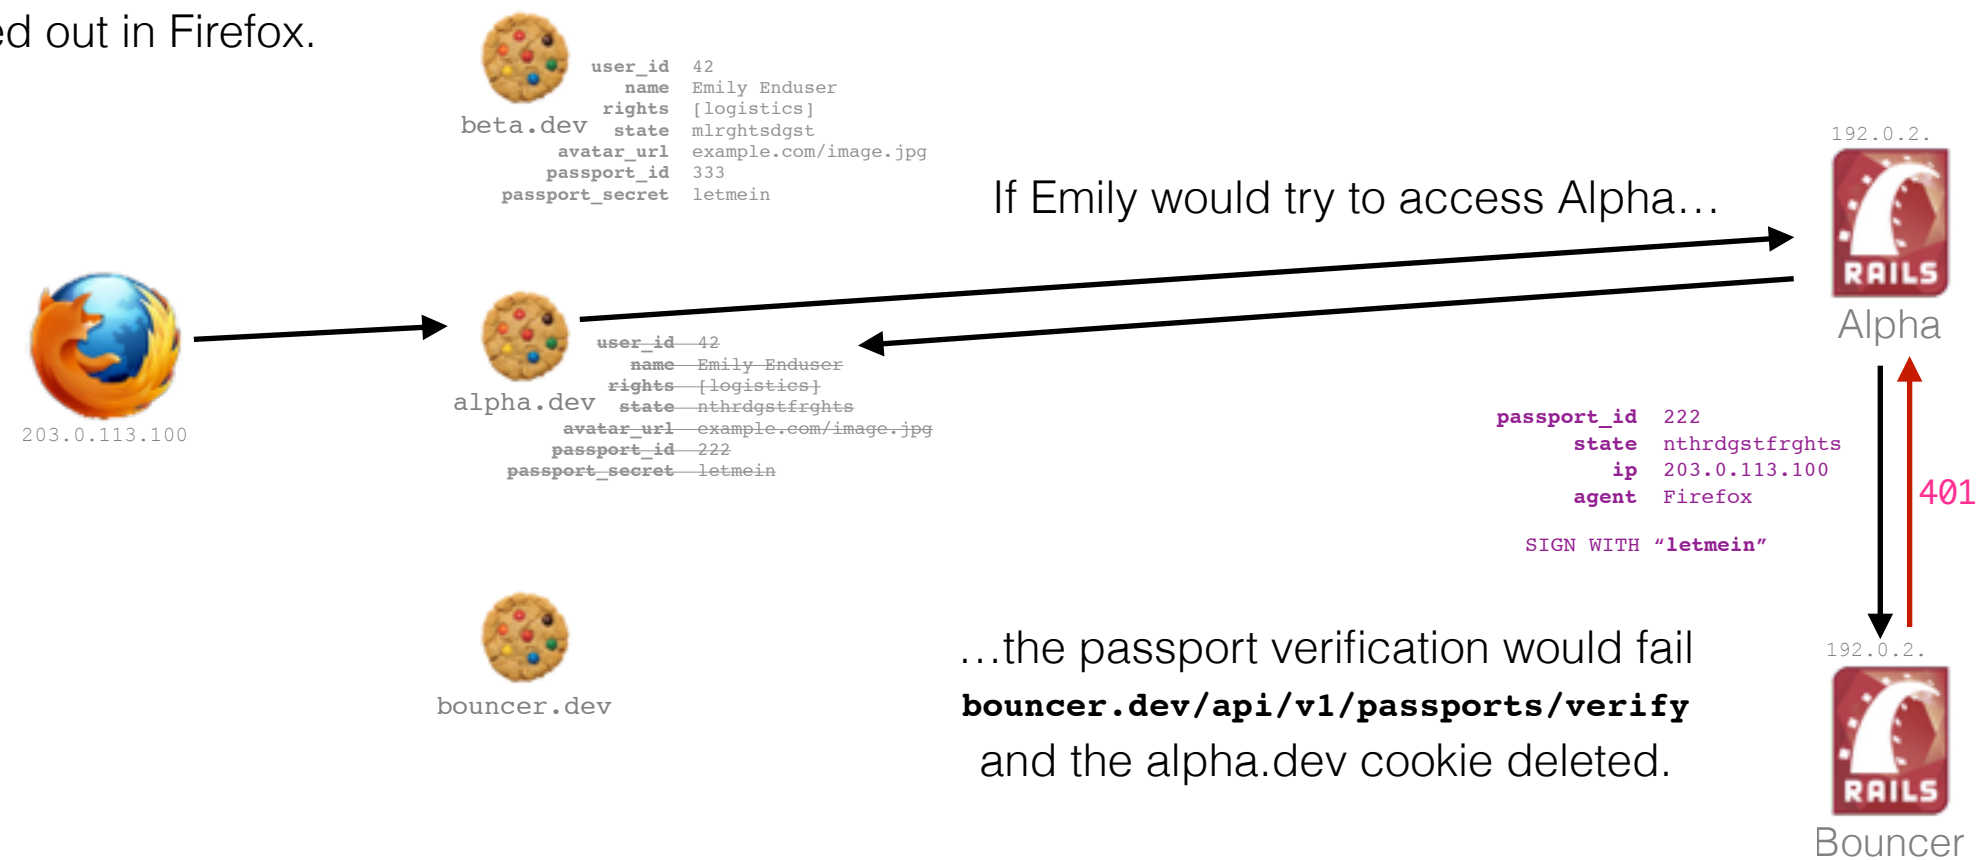 ed out in Firefox.
user_id 42
name Emily Enduser
rights [logistics]
beta.dev
state mlrghtsdgst
avatar_url example.com/image.jpg
passport_id 333
passport_secret letmein
192.0.2.
If Emily would try to access Alpha…
RAILS
Alpha
203.0.113.100
user_id 42
name Emily Enduser
rights [logistics]
alpha.dev
state nthrdgstfrghts
avatar_url example.com/image.jpg
passport_id 222
passport_secret letmein
passport_id 222
state nthrdgstfrghts
ip 203.0.113.100
agent Firefox
401
SIGN WITH “letmein”
bouncer.dev
…the passport verification would fail
bouncer.dev/api/v1/passports/verify
and the alpha.dev cookie deleted.
192.0.2.
RAILS
Bouncer